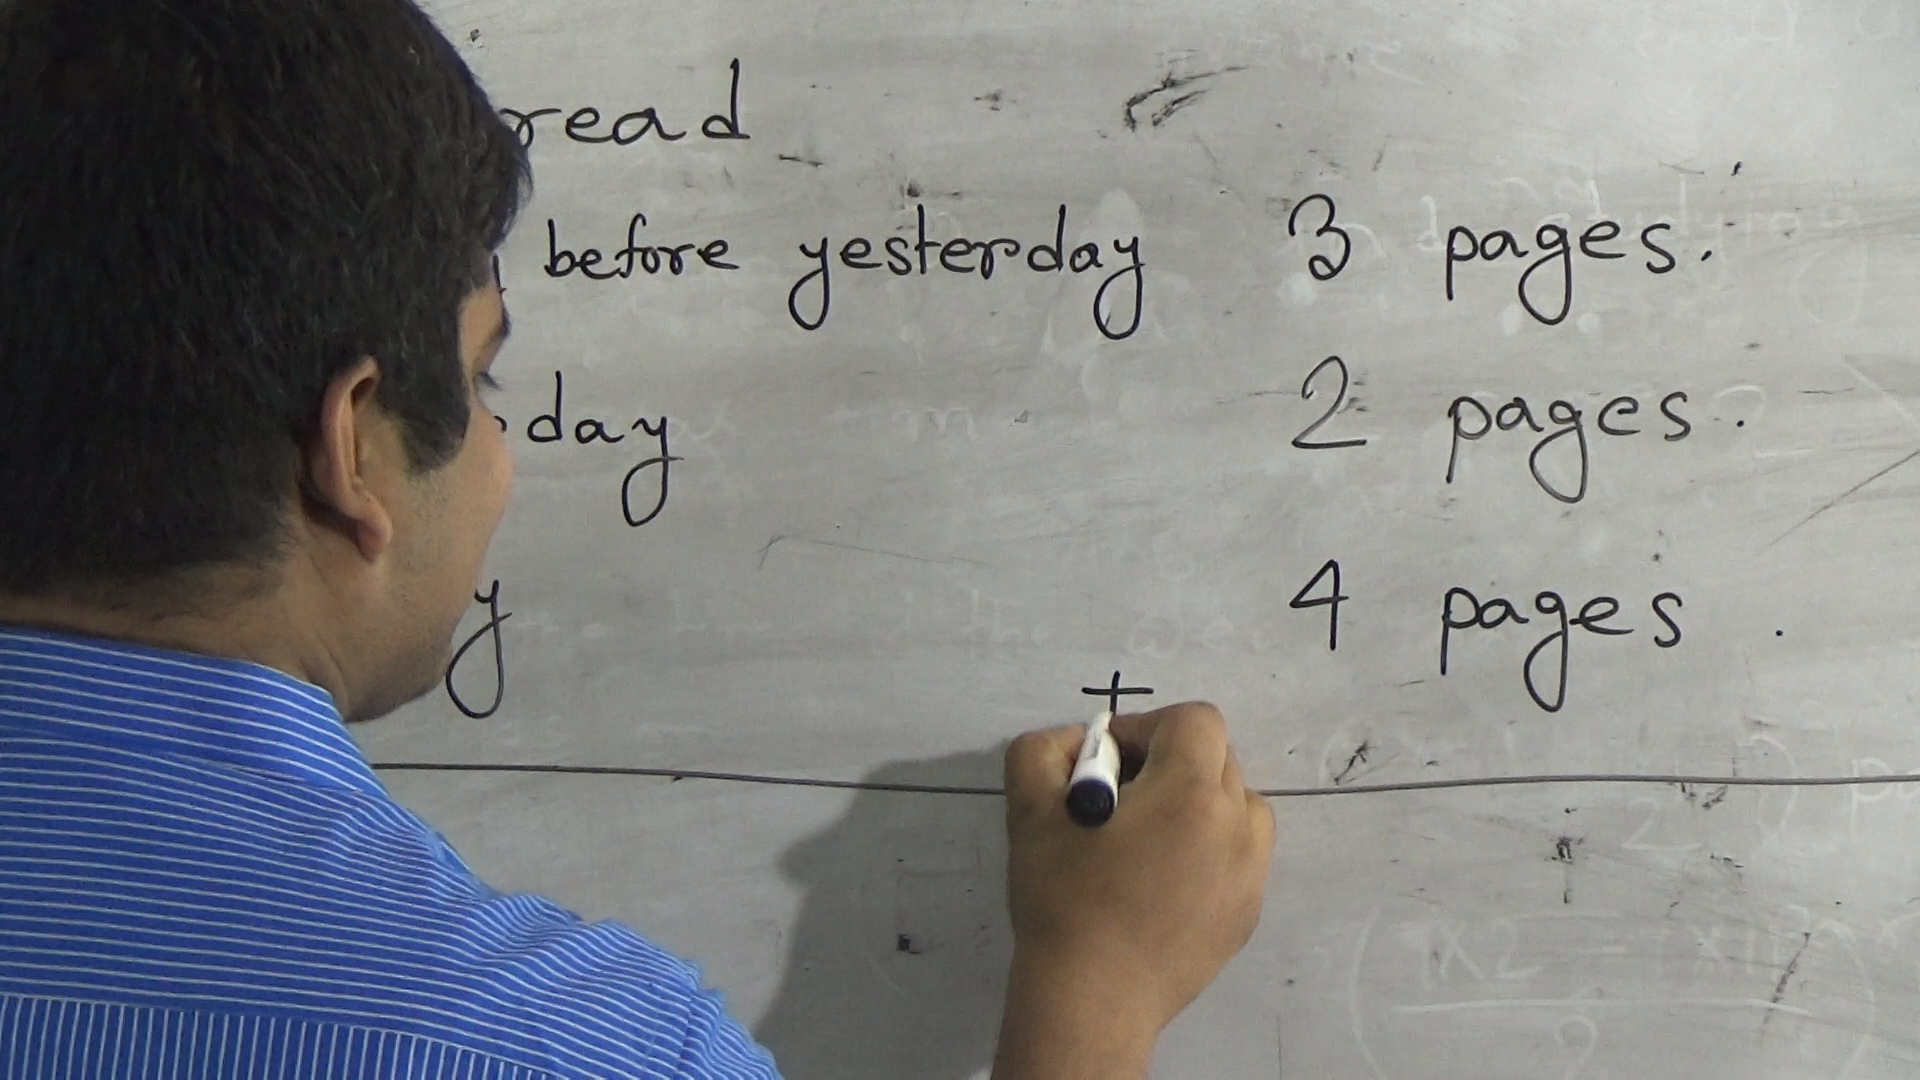 read
before yesterday 3 pages.
day 2 pages.
y 4 pages .
+